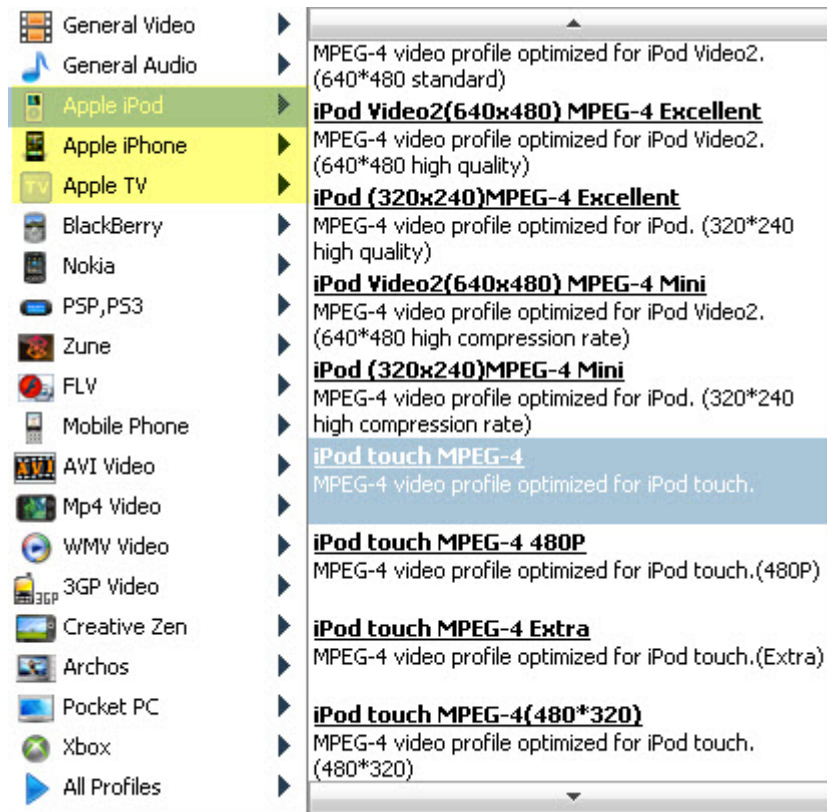 General Video
General Audio
Apple iPod
Apple iPhone
TV
Apple TV
BlackBerry
Nokia
PSP,PS3
Zune
FLV
Mobile Phone
AVI
AVI Video
Mp4 Video
WMV Video
3GP
3GP Video
Creative Zen
Archos
Pocket PC
Xbox
All Profiles
MPEG-4 video profile optimized for iPod Video2.
(640*480 standard)
iPod Video2(640x480) MPEG-4 Excellent
MPEG-4 video profile optimized for iPod Video2.
(640*480 high quality)
iPod (320x240)MPEG-4 Excellent
MPEG-4 video profile optimized for iPod. (320*240
high quality)
iPod Video2(640x480) MPEG-4 Mini
MPEG-4 video profile optimized for iPod Video2.
(640*480 high compression rate)
iPod (320x240)MPEG-4 Mini
MPEG-4 video profile optimized for iPod. (320*240
high compression rate)
iPod touch MPEG-4
MPEG-4 video profile optimized for iPod touch.
iPod touch MPEG-4 480P
MPEG-4 video profile optimized for iPod touch.(480P)
iPod touch MPEG-4 Extra
MPEG-4 video profile optimized for iPod touch.(Extra)
iPod touch MPEG-4(480*320)
MPEG-4 video profile optimized for iPod touch.
(480*320)